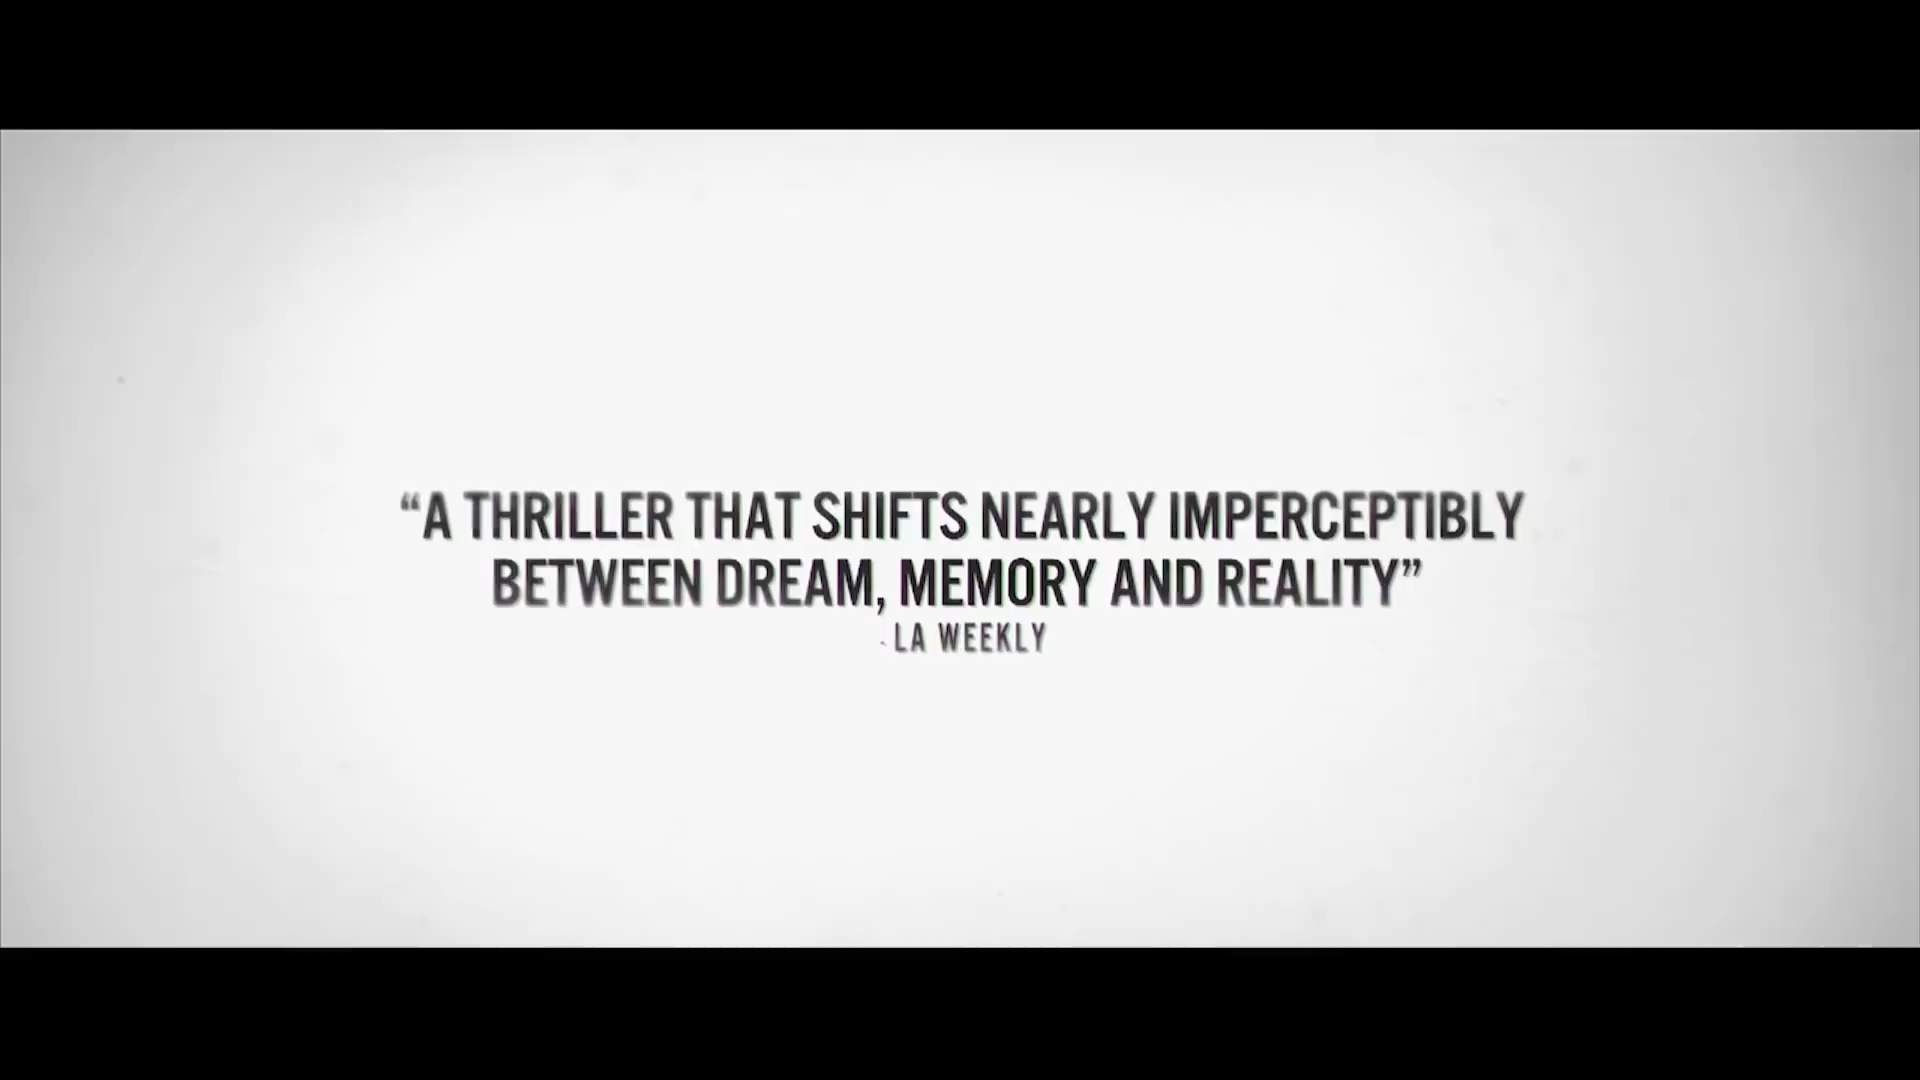 “A THRILLER THAT SHIFTS NEARLY IMPERCEPTIBLY
BETWEEN DREAM, MEMORY AND REALITY”
- LA WEEKLY